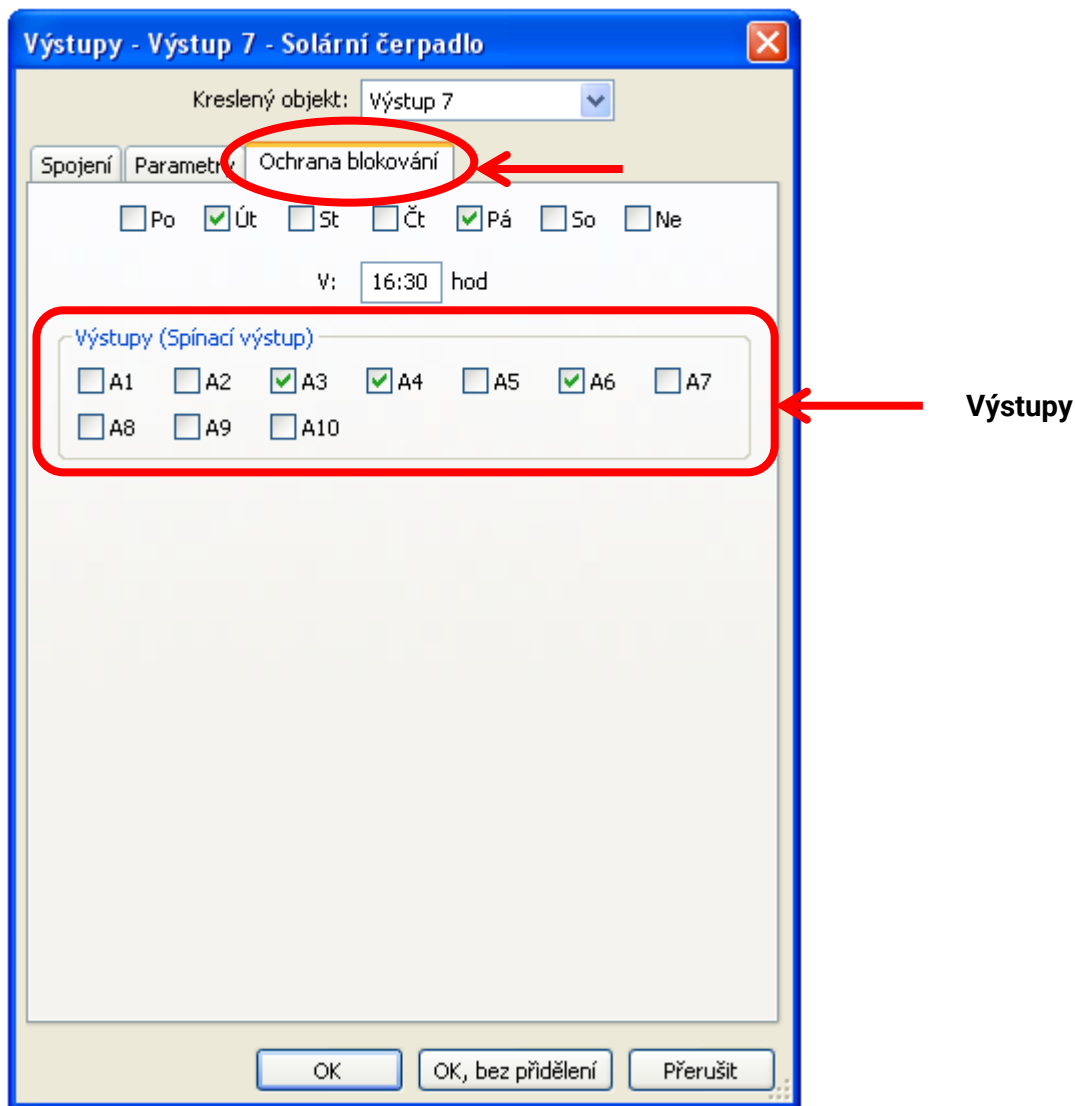 Výstupy - Výstup 7 - Solární čerpadlo
Kreslený objekt: Výstup 7
Spojení Parametry Ochrana blokování
Po Út St Čt Pá So Ne
V: 16:30 hod
Výstupy (Spínací výstup)
A1 A2 A3 A4 A5 A6 A7
Výstupy
A8 A9 A10
OK OK, bez přidělení Přerušit